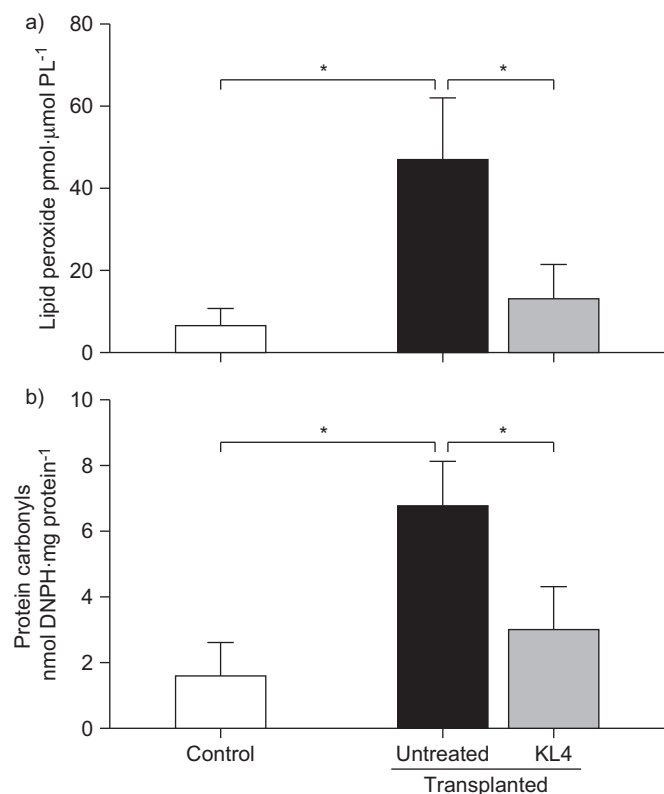 a)
Lipid peroxide pmol·µmol PL⁻¹
80
60
40
20
0
*
*
b)
Protein carbonyls
nmol DNPH·mg protein⁻¹
10
8
6
4
2
0
*
*
Control
Untreated
KL4
Transplanted